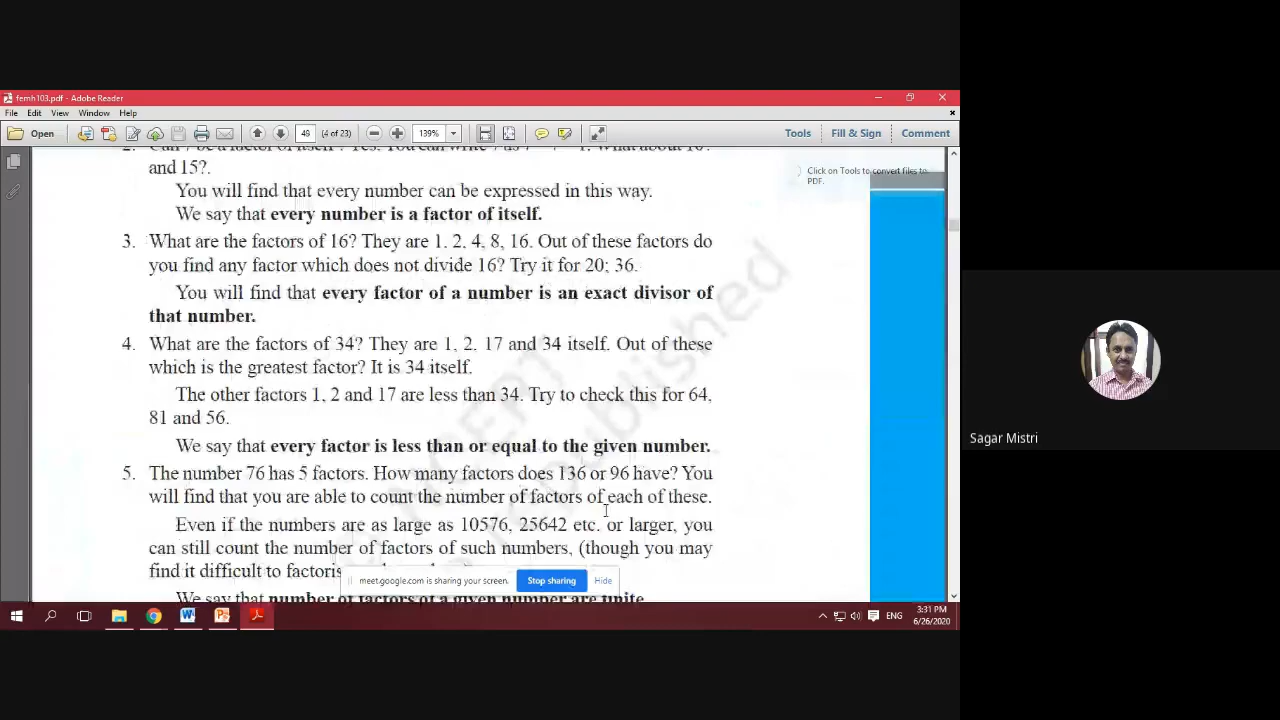 femh103.pdf - Adobe Reader
File Edit View Window Help
Open 49 (4 of 23) 139% Tools Fill & Sign Comment
Click on Tools to convert files to
PDF.
and 15?.
You will find that every number can be expressed in this way.
We say that every number is a factor of itself.
3. What are the factors of 16? They are 1, 2, 4, 8, 16. Out of these factors do
you find any factor which does not divide 16? Try it for 20; 36.
You will find that every factor of a number is an exact divisor of
that number.
4. What are the factors of 34? They are 1, 2, 17 and 34 itself. Out of these
which is the greatest factor? It is 34 itself.
The other factors 1, 2 and 17 are less than 34. Try to check this for 64,
81 and 56.
We say that every factor is less than or equal to the given number.
5. The number 76 has 5 factors. How many factors does 136 or 96 have? You
will find that you are able to count the number of factors of each of these.
Even if the numbers are as large as 10576, 25642 etc. or larger, you
can still count the number of factors of such numbers, (though you may
find it difficult to factoris
We say that number of factors of a given number are finite.
meet.google.com is sharing your screen. Stop sharing Hide
ENG
3:31 PM
6/26/2020
Sagar Mistri